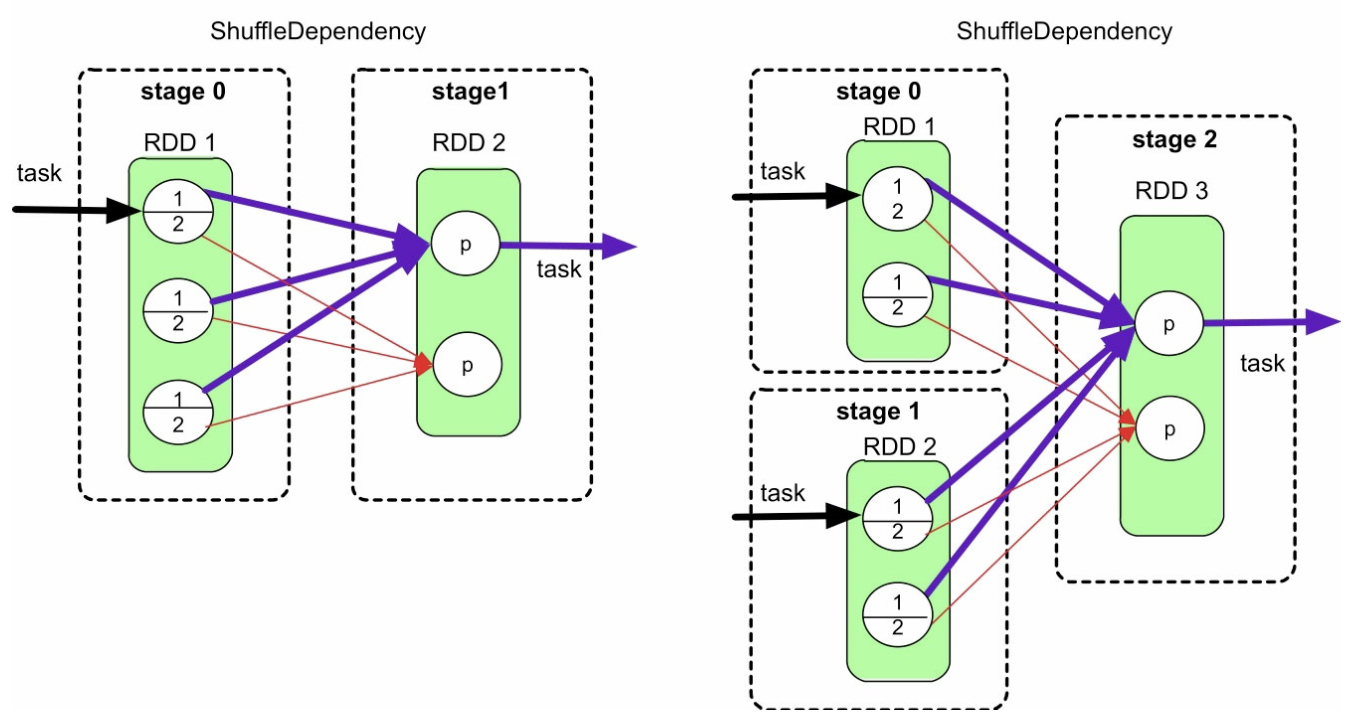 ShuffleDependency
stage 0
RDD 1
task
1
2
1
2
1
2
stage1
RDD 2
p
task
p
ShuffleDependency
stage 0
RDD 1
task
1
2
1
2
stage 1
RDD 2
task
1
2
1
2
stage 2
RDD 3
p
task
p